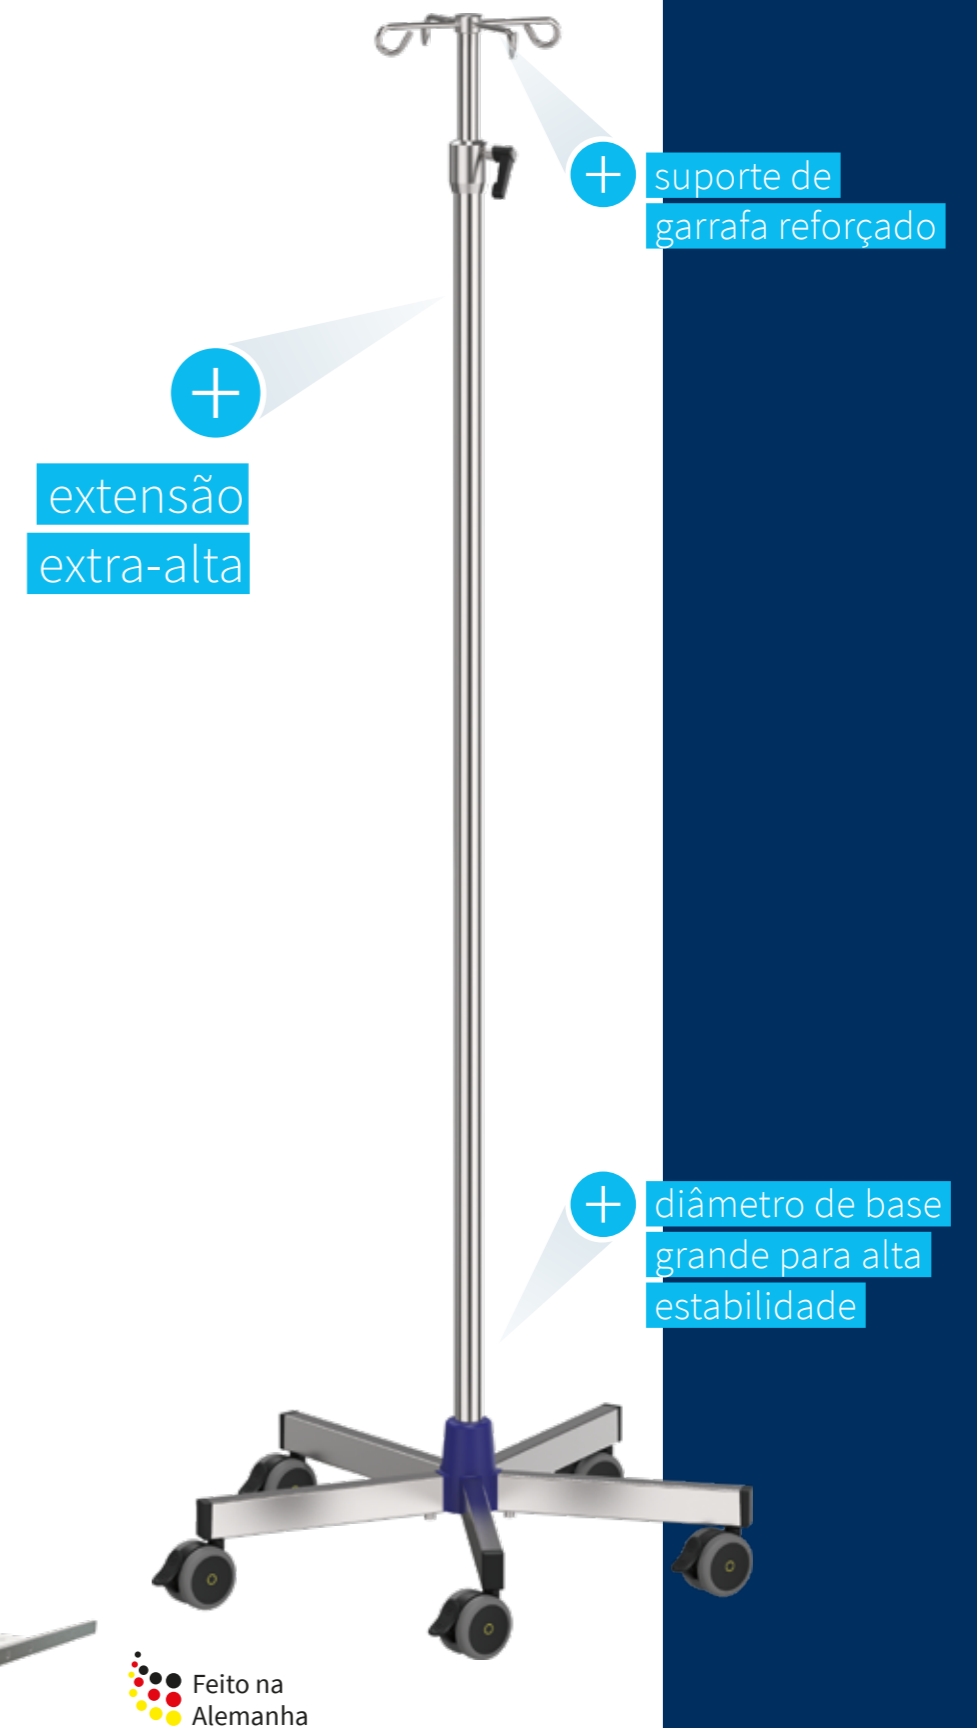 suporte de
garrafa reforçado
extensão
extra-alta
diâmetro de base
grande para alta
estabilidade
Feito na
Alemanha